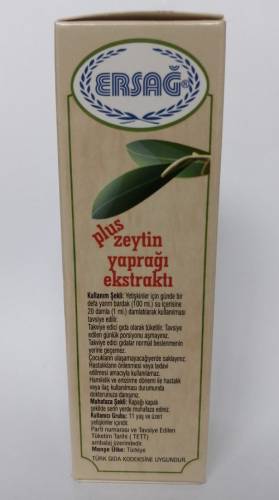 ERSAĞ®
plus
zeytin
yaprağı
ekstraktı
Kullanım Şekli: Yetişkinler için günde bir
defa yarım bardak (100 ml.) su içerisine
20 damla (1 ml.) damlatılarak kullanılması
tavsiye edilir.
Takviye edici gıda olarak tüketilir. Tavsiye
edilen günlük porsiyonu aşmayınız.
Takviye edici gıdalar normal beslenmenin
yerine geçemez.
Çocukların ulaşamayacağı yerde saklayınız.
Hastalıkların önlenmesi veya tedavi
edilmesi amacıyla kullanılamaz.
Hamilelik ve emzirme dönemi ile hastalık
veya ilaç kullanılması durumunda
doktorunuza danışınız.
Muhafaza Şekli: Kapağı kapalı
şekilde serin yerde muhafaza ediniz.
Kullanıcı Grubu: 11 yaş ve üzeri
yetişkinler içindir.
Parti numarası ve Tavsiye Edilen
Tüketim Tarihi (TETT)
ambalaj üzerindedir.
Menşe Ülke: Türkiye
TÜRK GIDA KODEKSİNE UYGUNDUR.